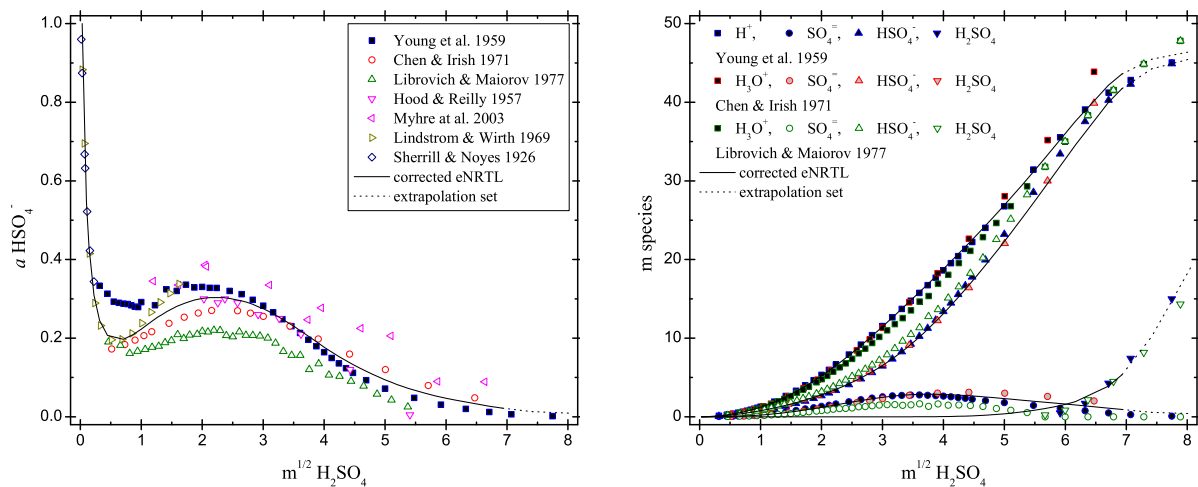 1.0
0.8
0.6
0.4
0.2
0.0
a HSO₄⁻
0 1 2 3 4 5 6 7 8
m^1/2 H₂SO₄
Young et al. 1959
Chen & Irish 1971
Librovich & Maiorov 1977
Hood & Reilly 1957
Myhre at al. 2003
Lindstrom & Wirth 1969
Sherrill & Noyes 1926
corrected eNRTL
extrapolation set
50
40
30
20
10
0
m species
0 1 2 3 4 5 6 7 8
m^1/2 H₂SO₄
H⁺, SO₄⁼, HSO₄⁻, H₂SO₄
Young et al. 1959
H₃O⁺, SO₄⁼, HSO₄⁻, H₂SO₄
Chen & Irish 1971
H₃O⁺, SO₄⁼, HSO₄⁻, H₂SO₄
Librovich & Maiorov 1977
corrected eNRTL
extrapolation set